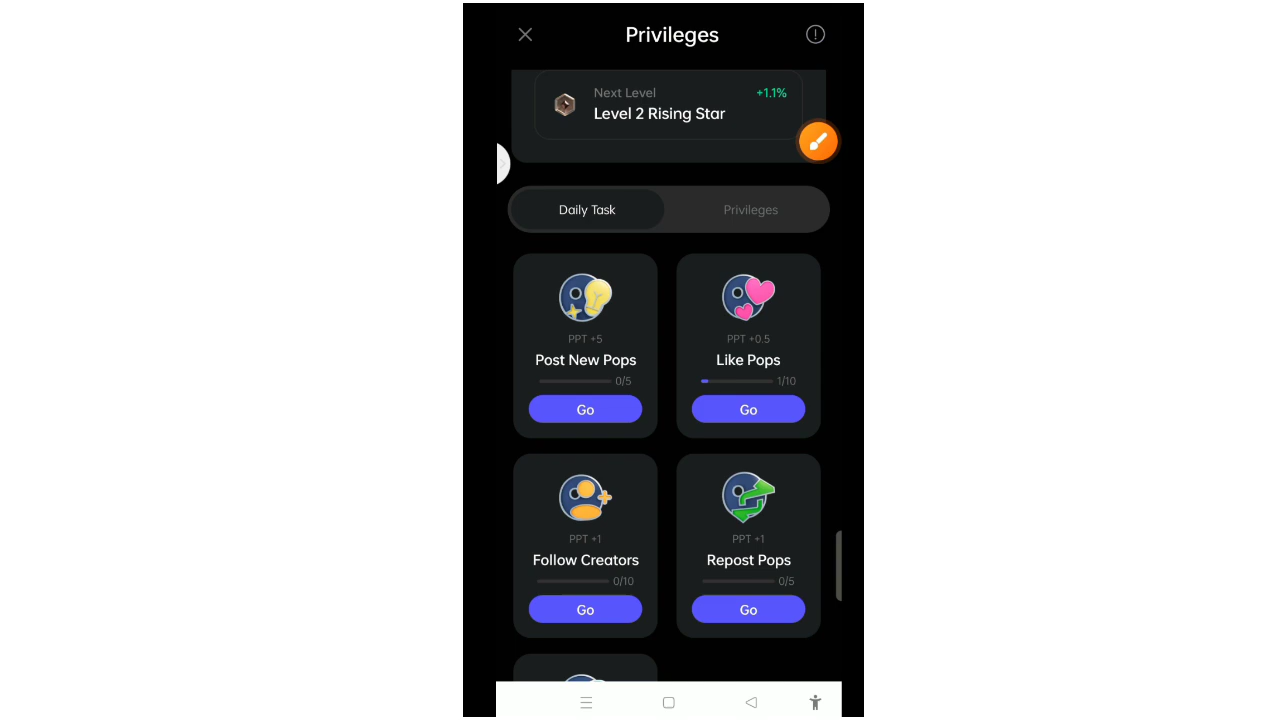 Privileges
Next Level
+1.1%
Level 2 Rising Star
Daily Task
Privileges
PPT +5
Post New Pops
0/5
Go
PPT +0.5
Like Pops
1/10
Go
PPT +1
Follow Creators
0/10
Go
PPT +1
Repost Pops
0/5
Go